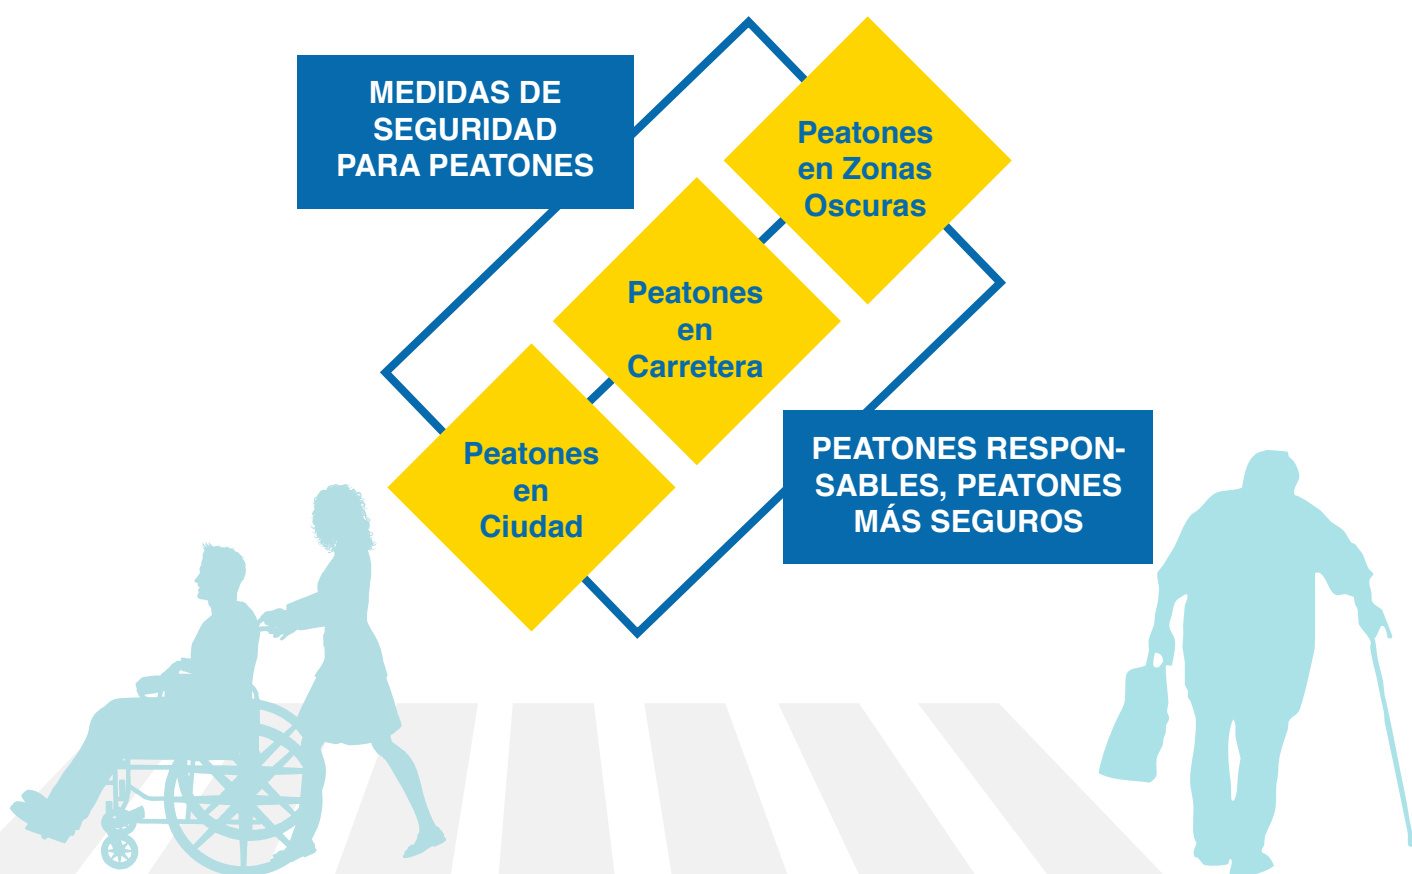 MEDIDAS DE
SEGURIDAD
PARA PEATONES
Peatones
en Zonas
Oscuras
Peatones
en
Carretera
Peatones
en
Ciudad
PEATONES RESPON-
SABLES, PEATONES
MÁS SEGUROS